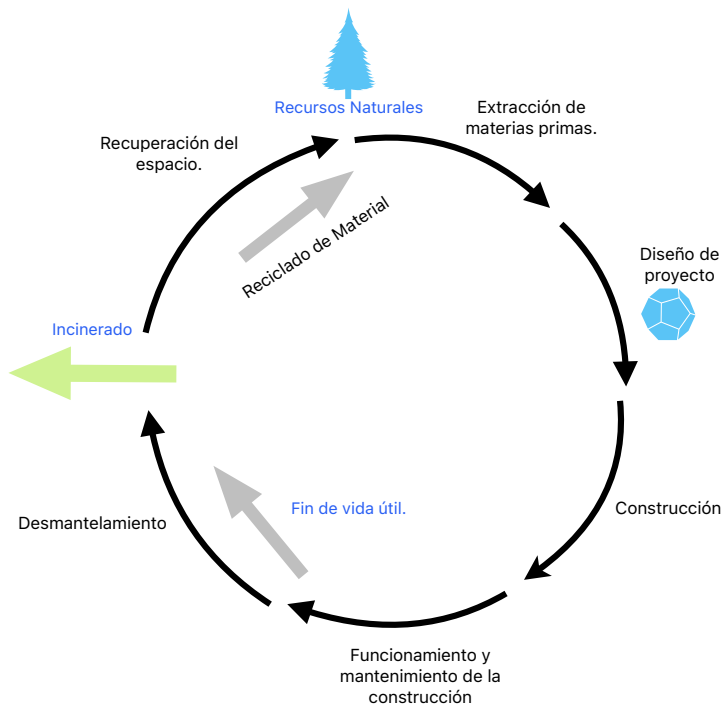 Recursos Naturales
Extracción de
materias primas.
Diseño de
proyecto
Construcción
Funcionamiento y
mantenimiento de la
construcción
Fin de vida útil.
Desmantelamiento
Incinerado
Recuperación del
espacio.
Reciclado de Material